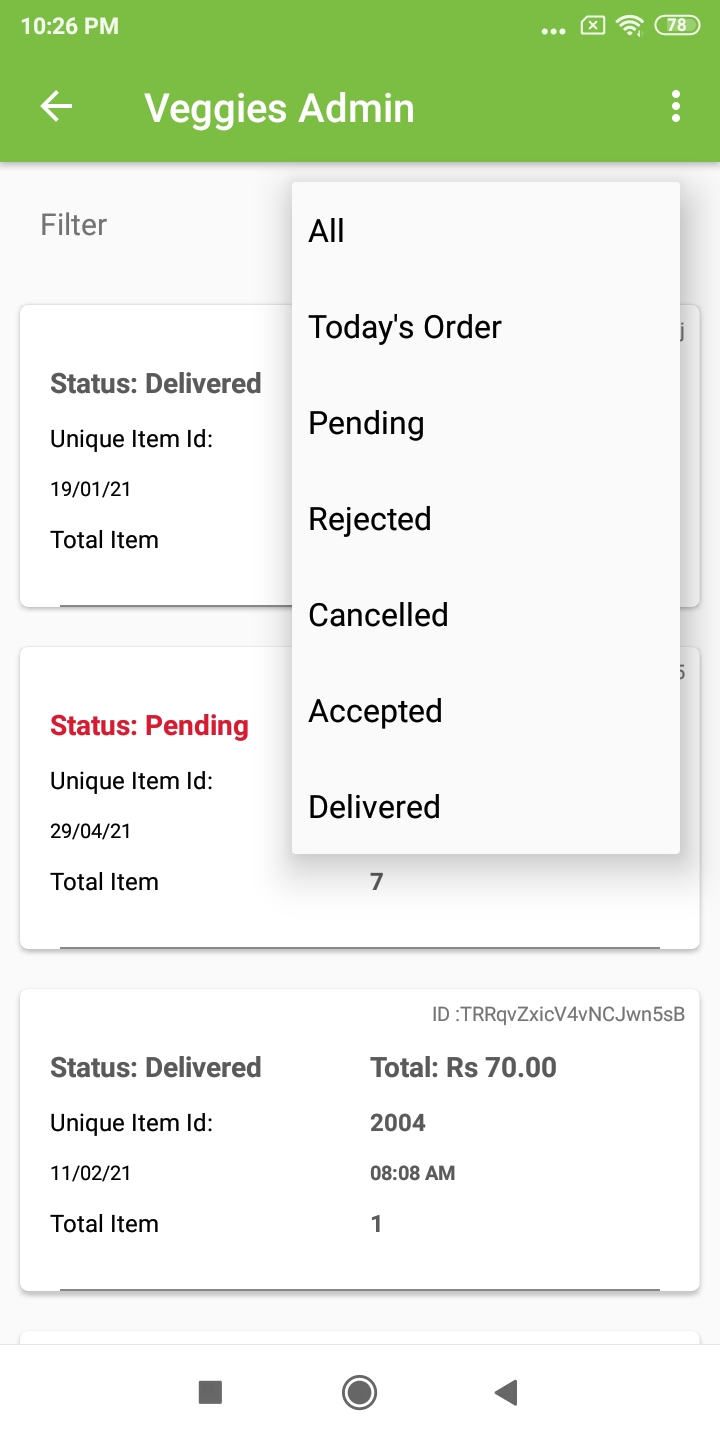 10:26 PM
78
Veggies Admin
Filter
All
Today's Order
Pending
Rejected
Cancelled
Accepted
Delivered
j
Status: Delivered
Unique Item Id:
19/01/21
Total Item
5
Status: Pending
Unique Item Id:
29/04/21
Total Item 7
ID :TRRqvZxicV4vNCJwn5sB
Status: Delivered Total: Rs 70.00
Unique Item Id: 2004
11/02/21 08:08 AM
Total Item 1